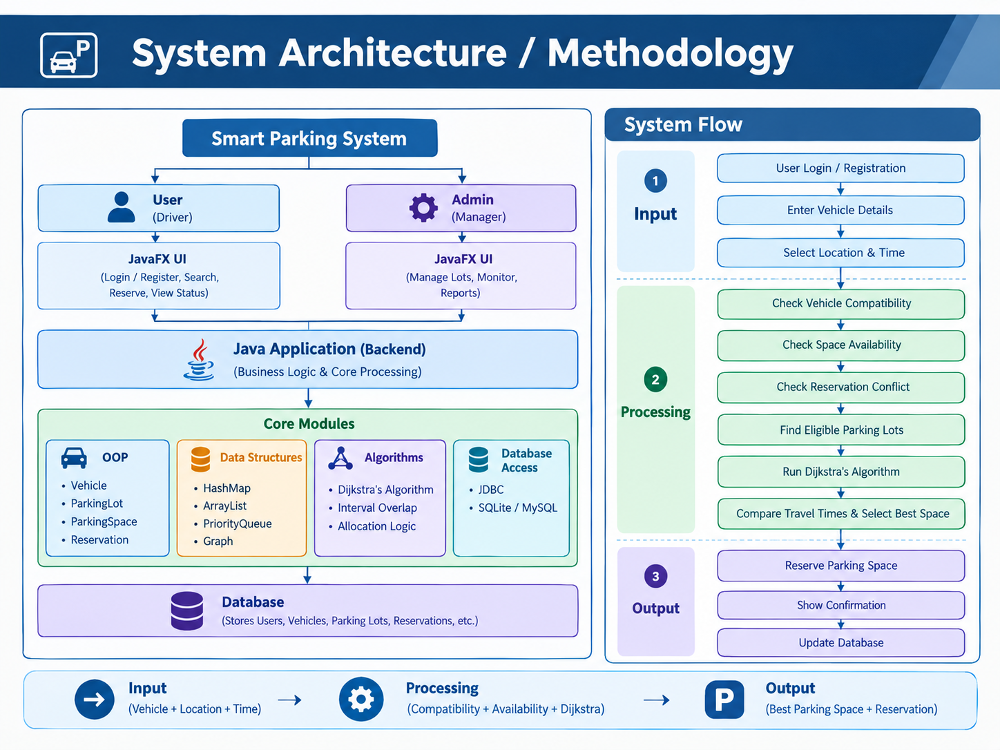 P
System Architecture / Methodology
Smart Parking System
User
(Driver)
Admin
(Manager)
JavaFX UI
(Login / Register, Search,
Reserve, View Status)
JavaFX UI
(Manage Lots, Monitor,
Reports)
Java Application (Backend)
(Business Logic & Core Processing)
Core Modules
OOP
• Vehicle
• ParkingLot
• ParkingSpace
• Reservation
Data Structures
• HashMap
• ArrayList
• PriorityQueue
• Graph
Algorithms
• Dijkstra's Algorithm
• Interval Overlap
• Allocation Logic
Database
Access
• JDBC
• SQLite / MySQL
Database
(Stores Users, Vehicles, Parking Lots, Reservations, etc.)
System Flow
1
Input
User Login / Registration
Enter Vehicle Details
Select Location & Time
2
Processing
Check Vehicle Compatibility
Check Space Availability
Check Reservation Conflict
Find Eligible Parking Lots
Run Dijkstra's Algorithm
Compare Travel Times & Select Best Space
3
Output
Reserve Parking Space
Show Confirmation
Update Database
Input
(Vehicle + Location + Time)
Processing
(Compatibility + Availability + Dijkstra)
P
Output
(Best Parking Space + Reservation)